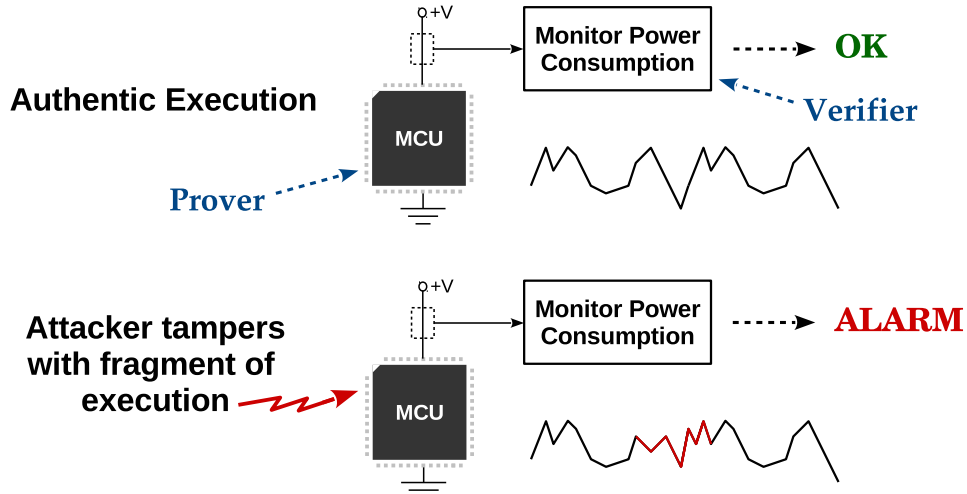 +V
Monitor Power
Consumption
OK
Authentic Execution
MCU
Verifier
Prover
+V
Monitor Power
Consumption
ALARM
Attacker tampers
with fragment of
execution
MCU